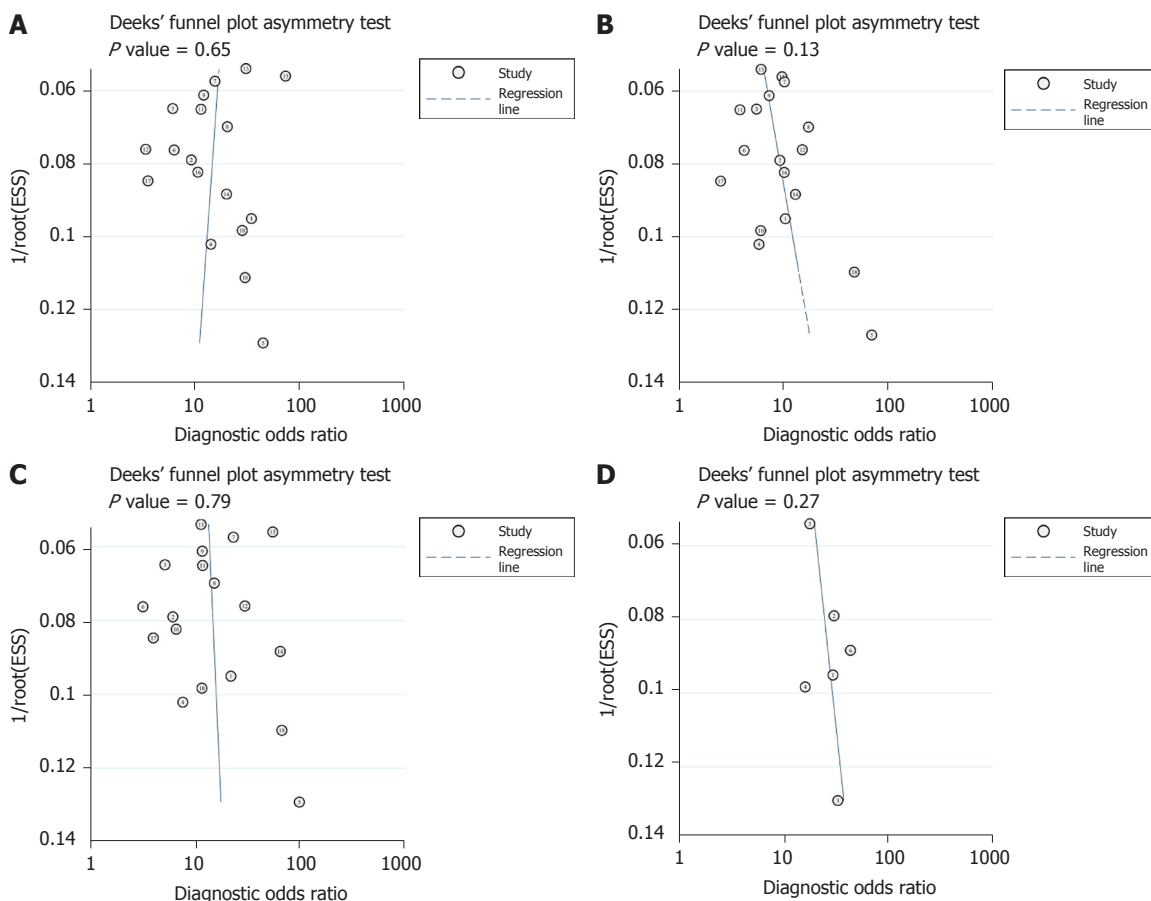 A
Deeks’ funnel plot asymmetry test
P value = 0.65
Study
Regression
line
0.06
0.08
0.1
0.12
0.14
1/root(ESS)
1
10
100
1000
Diagnostic odds ratio
B
Deeks’ funnel plot asymmetry test
P value = 0.13
Study
Regression
line
0.06
0.08
0.1
0.12
0.14
1/root(ESS)
1
10
100
1000
Diagnostic odds ratio
C
Deeks’ funnel plot asymmetry test
P value = 0.79
Study
Regression
line
0.06
0.08
0.1
0.12
0.14
1/root(ESS)
1
10
100
1000
Diagnostic odds ratio
D
Deeks’ funnel plot asymmetry test
P value = 0.27
Study
Regression
line
0.06
0.08
0.1
0.12
0.14
1/root(ESS)
1
10
100
1000
Diagnostic odds ratio